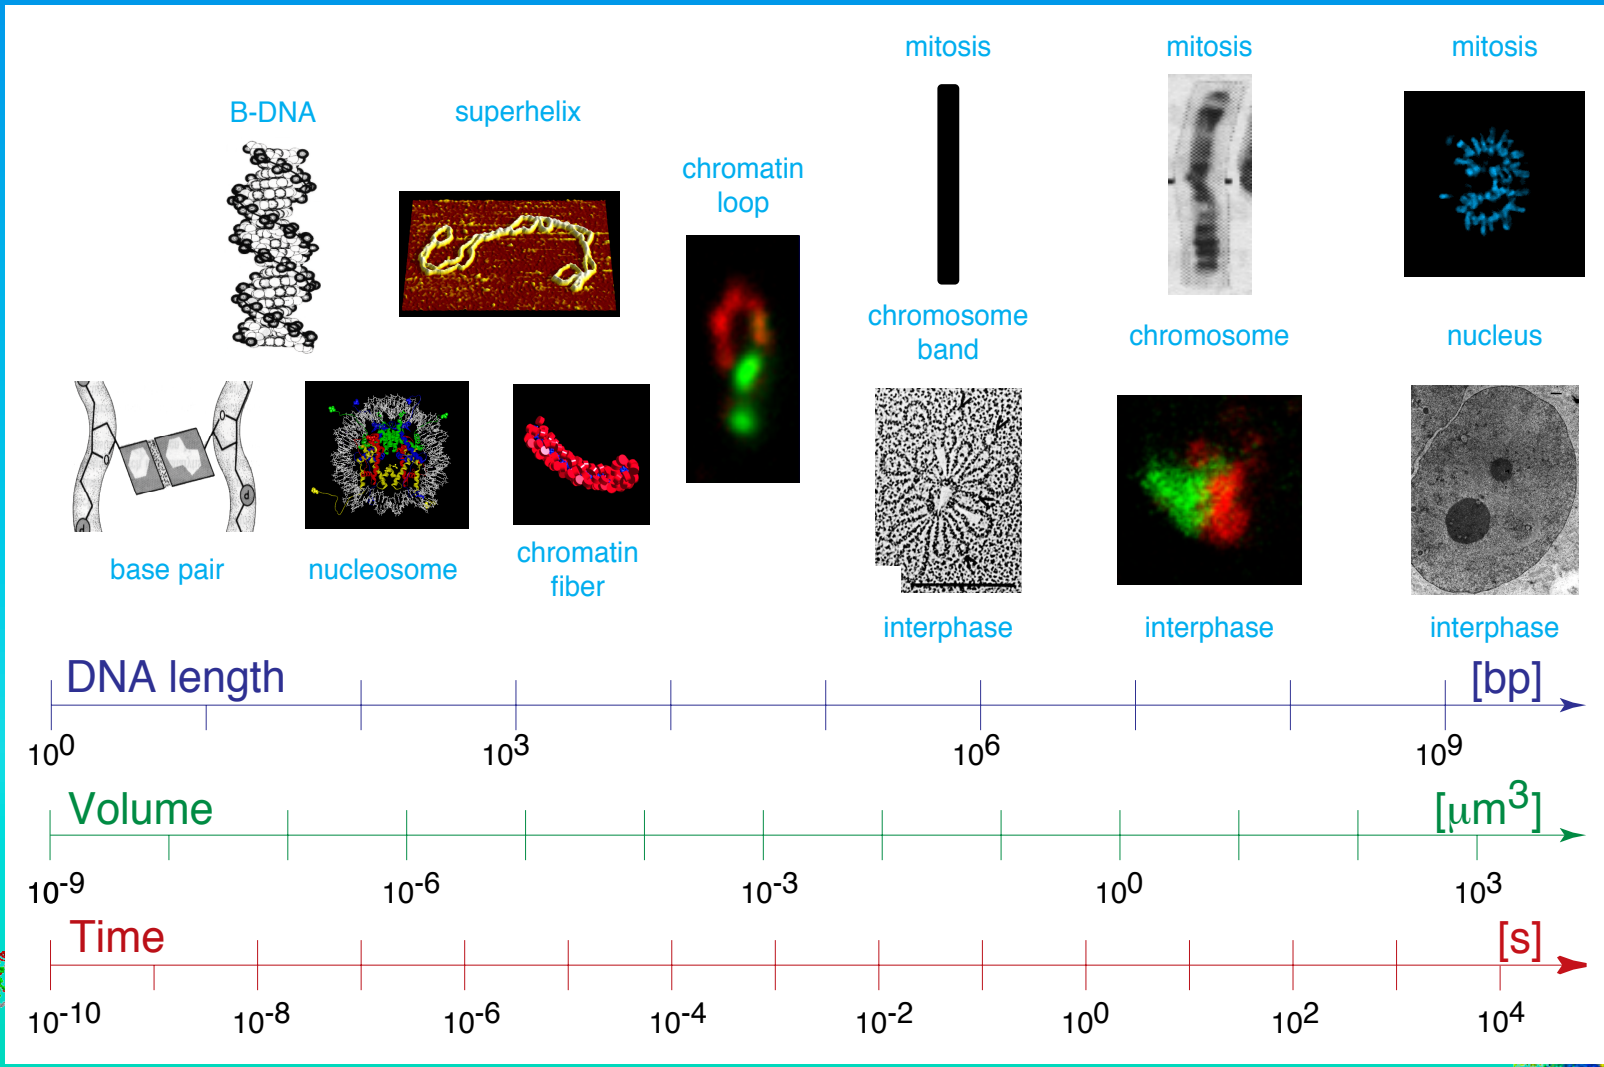 mitosis
mitosis
mitosis
B-DNA
superhelix
chromatin
loop
chromosome
band
chromosome
nucleus
base pair
nucleosome
chromatin
fiber
interphase
interphase
interphase
DNA length [bp]
10^0 10^3 10^6 10^9
Volume [μm^3]
10^-9 10^-6 10^-3 10^0 10^3
Time [s]
10^-10 10^-8 10^-6 10^-4 10^-2 10^0 10^2 10^4